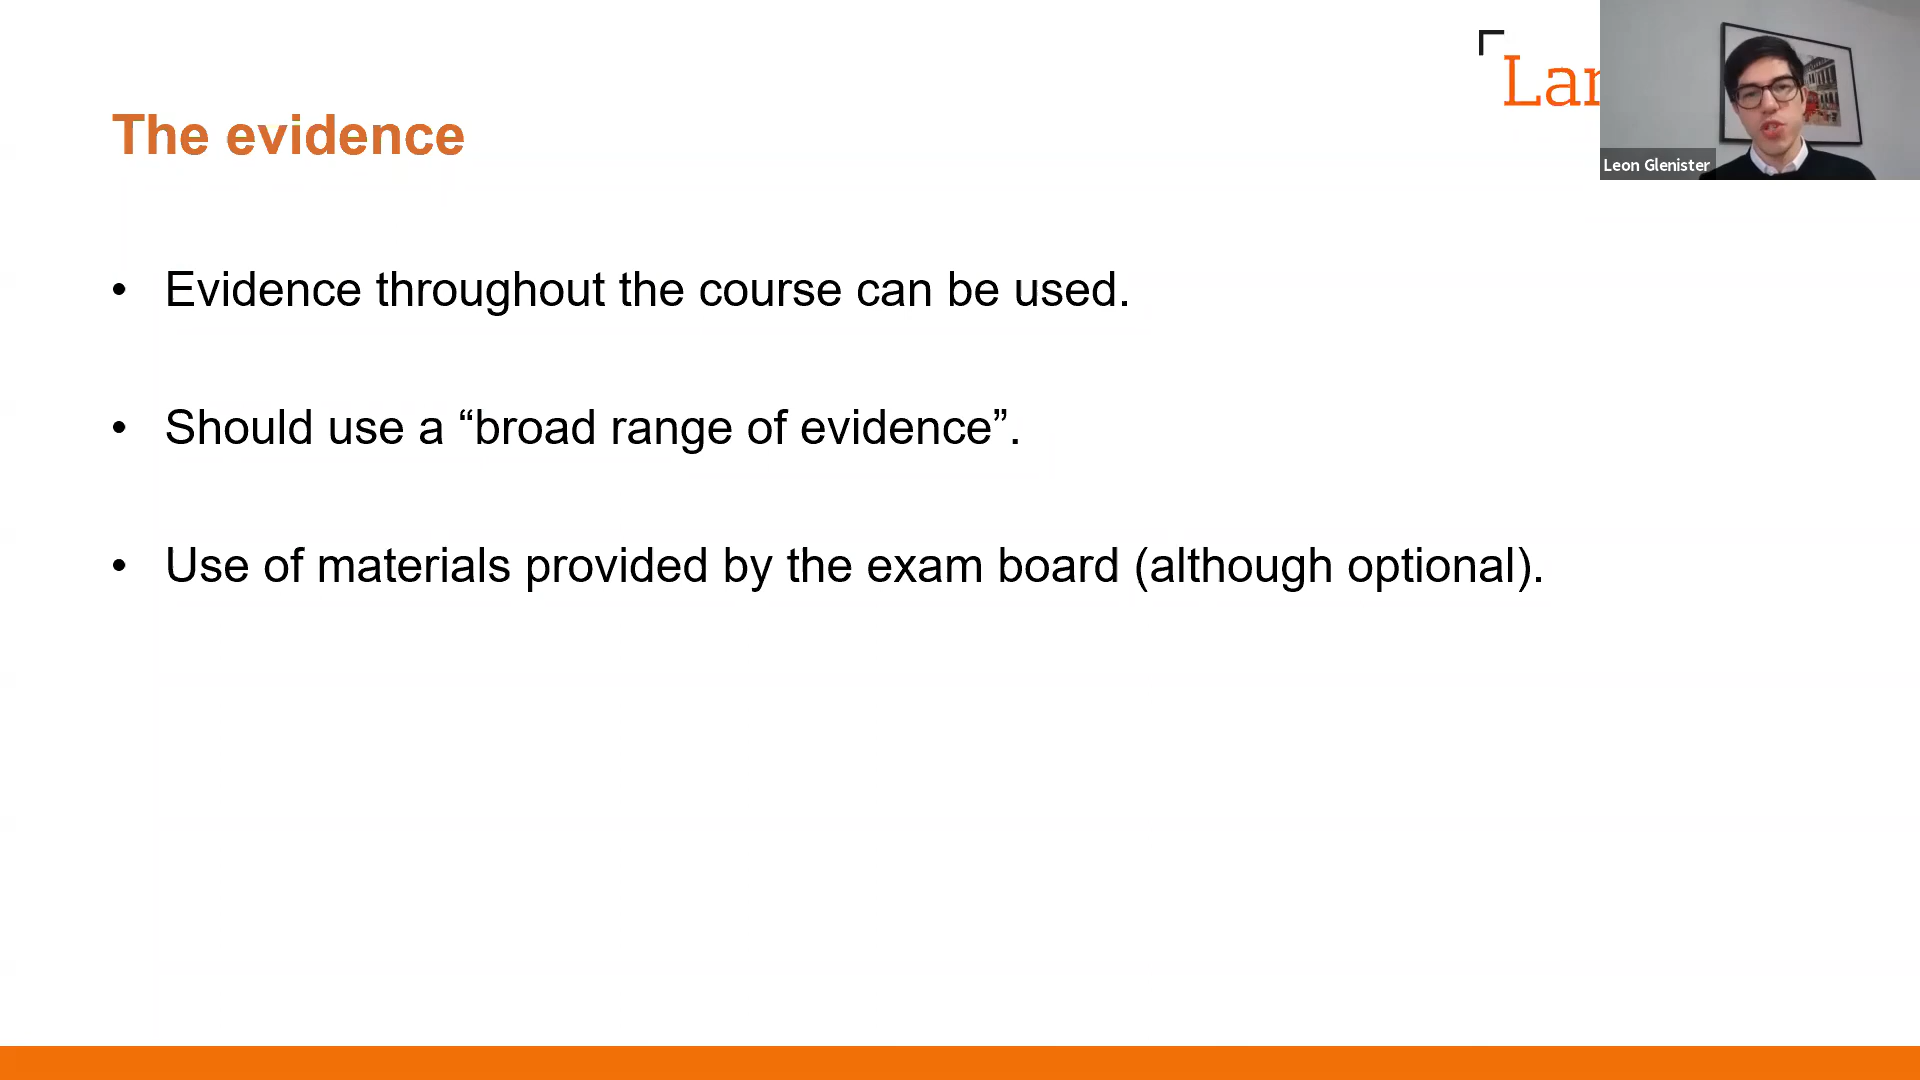 The evidence
Lar
Leon Glenister
• Evidence throughout the course can be used.
• Should use a “broad range of evidence”.
• Use of materials provided by the exam board (although optional).